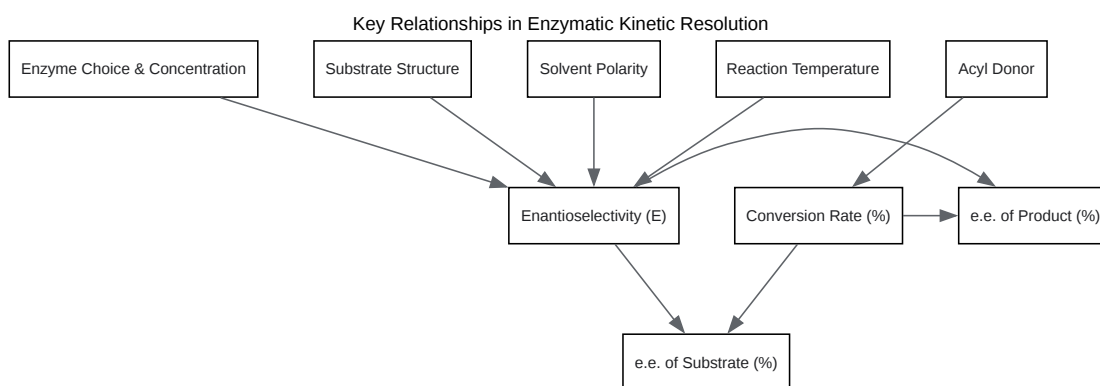 Key Relationships in Enzymatic Kinetic Resolution
Enzyme Choice & Concentration
Substrate Structure
Solvent Polarity
Reaction Temperature
Acyl Donor
Enantioselectivity (E)
Conversion Rate (%)
e.e. of Product (%)
e.e. of Substrate (%)